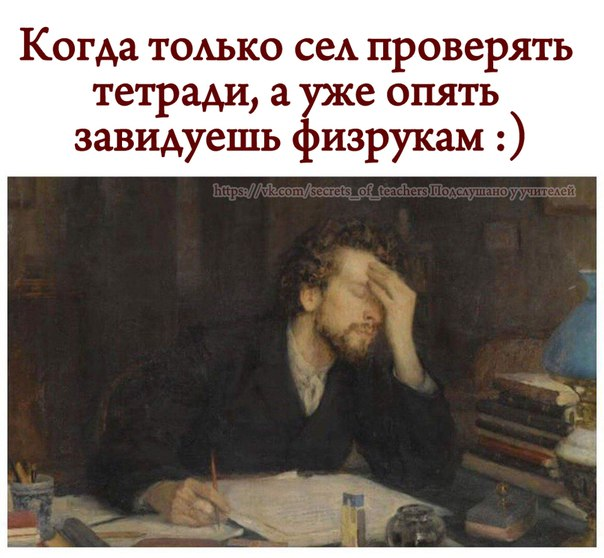 Когда только сел проверять
тетради, а уже опять
завидуешь физрукам :)
https://vk.com/secrets_of_teachers Подслушано у учителей